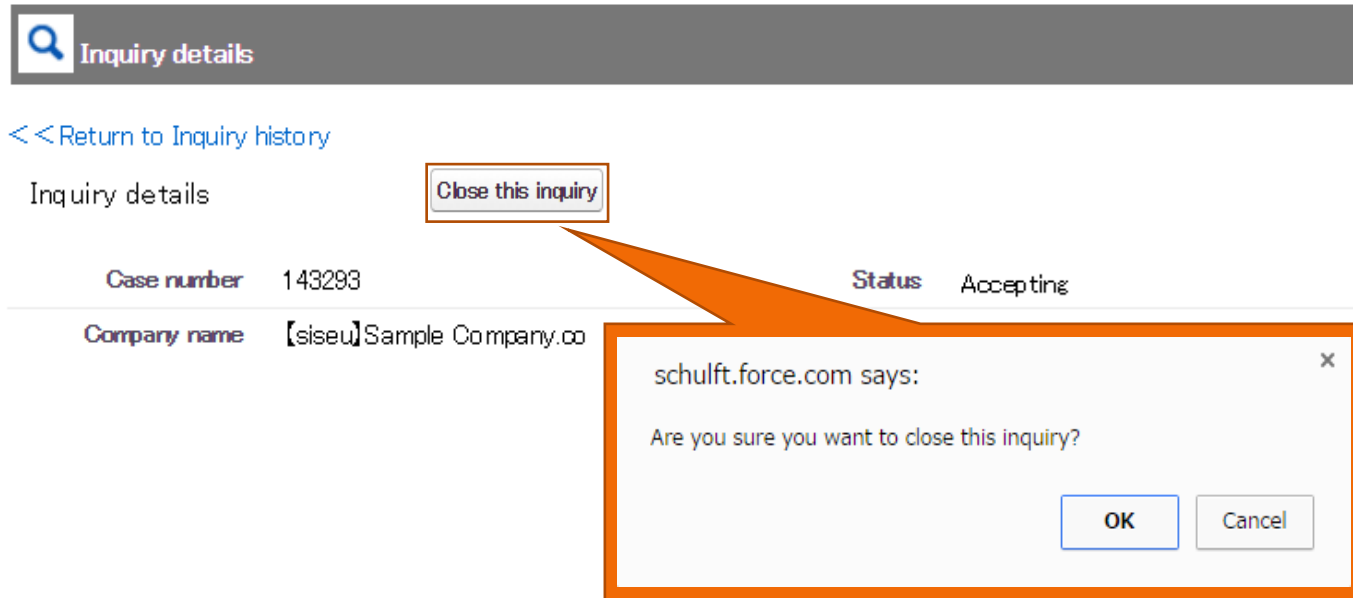 Inquiry details
<<Return to Inquiry history
Inquiry details
Close this inquiry
Case number 143293 Status Accepting
Company name 【siseu】Sample Company.co
schulft.force.com says:
Are you sure you want to close this inquiry?
OK Cancel